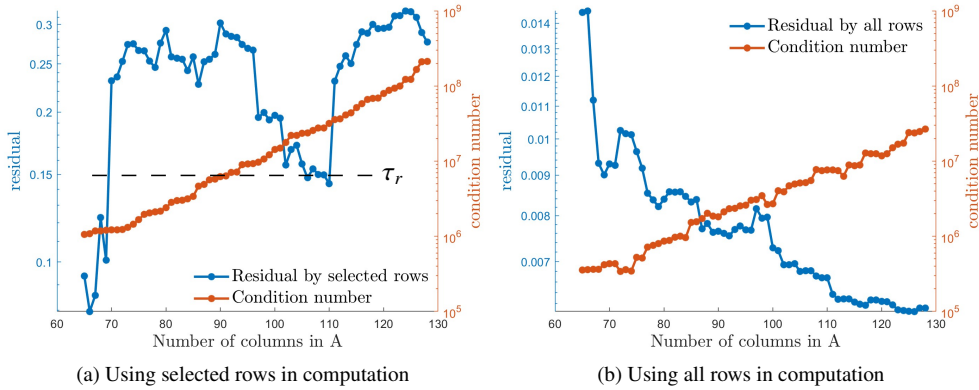 0.3
0.25
0.2
0.15
0.1
residual
10^9
10^8
10^7
10^6
10^5
condition number
τ_r
Residual by selected rows
Condition number
60 70 80 90 100 110 120 130
Number of columns in A
(a) Using selected rows in computation
0.014
0.013
0.012
0.011
0.01
0.009
0.008
0.007
residual
10^9
10^8
10^7
10^6
10^5
condition number
Residual by all rows
Condition number
60 70 80 90 100 110 120 130
Number of columns in A
(b) Using all rows in computation